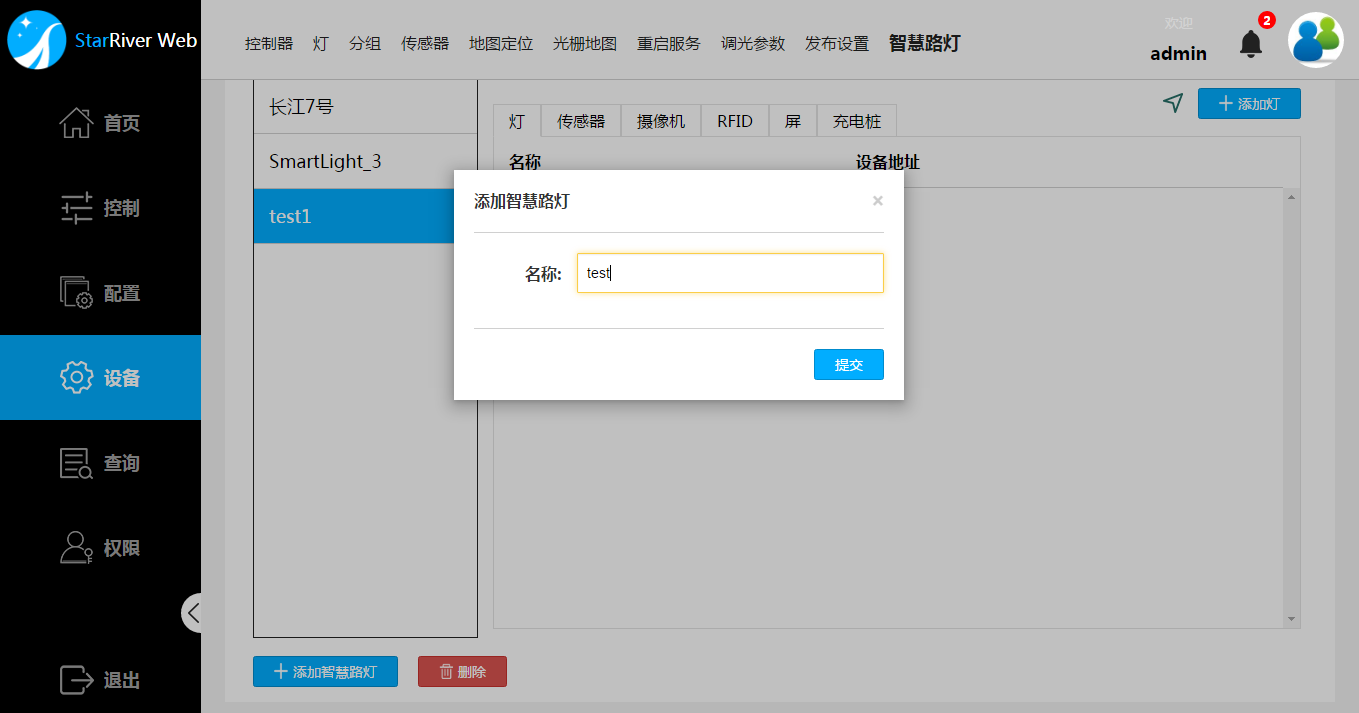 StarRiver Web
首页
控制
配置
设备
查询
权限
退出
控制器 灯 分组 传感器 地图定位 光栅地图 重启服务 调光参数 发布设置 智慧路灯
欢迎
admin
2
长江7号
SmartLight_3
test1
添加灯
灯 传感器 摄像机 RFID 屏 充电桩
名称 设备地址
添加智慧路灯 ×
名称: test
提交
添加智慧路灯 删除